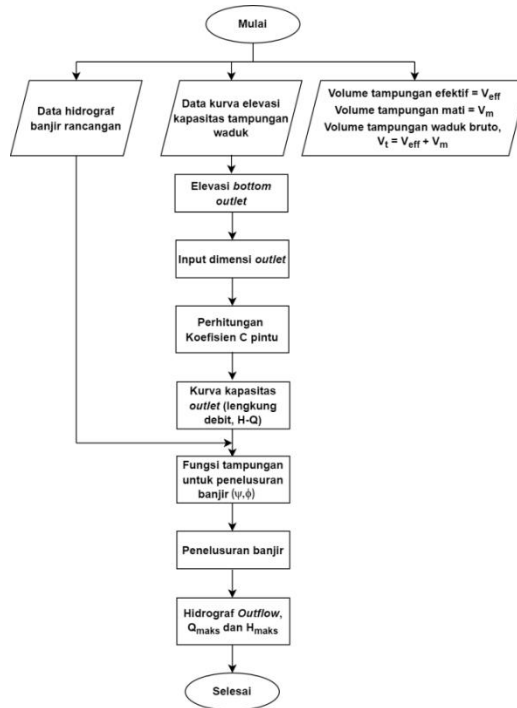 Mulai
Data hidrograf
banjir rancangan
Data kurva elevasi
kapasitas tampungan
waduk
Volume tampungan efektif = Veff
Volume tampungan mati = Vm
Volume tampungan waduk bruto,
Vt = Veff + Vm
Elevasi bottom
outlet
Input dimensi outlet
Perhitungan
Koefisien C pintu
Kurva kapasitas
outlet (lengkung
debit, H-Q)
Fungsi tampungan
untuk penelusuran
banjir (ψ,ϕ)
Penelusuran banjir
Hidrograf Outflow,
Qmaks dan Hmaks
Selesai